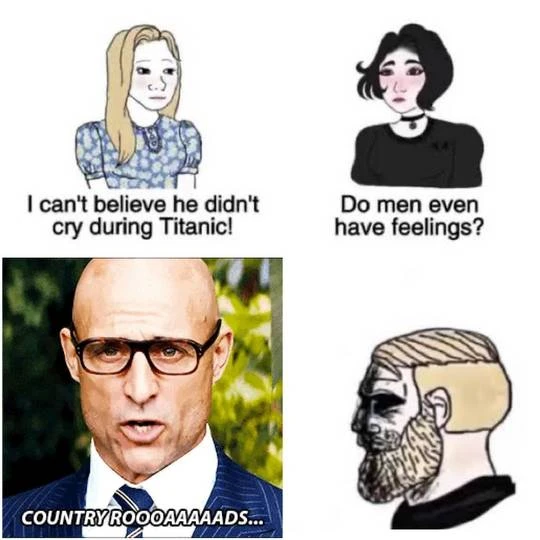 I can't believe he didn't
cry during Titanic!
Do men even
have feelings?
COUNTRY ROOOAAAAADS...